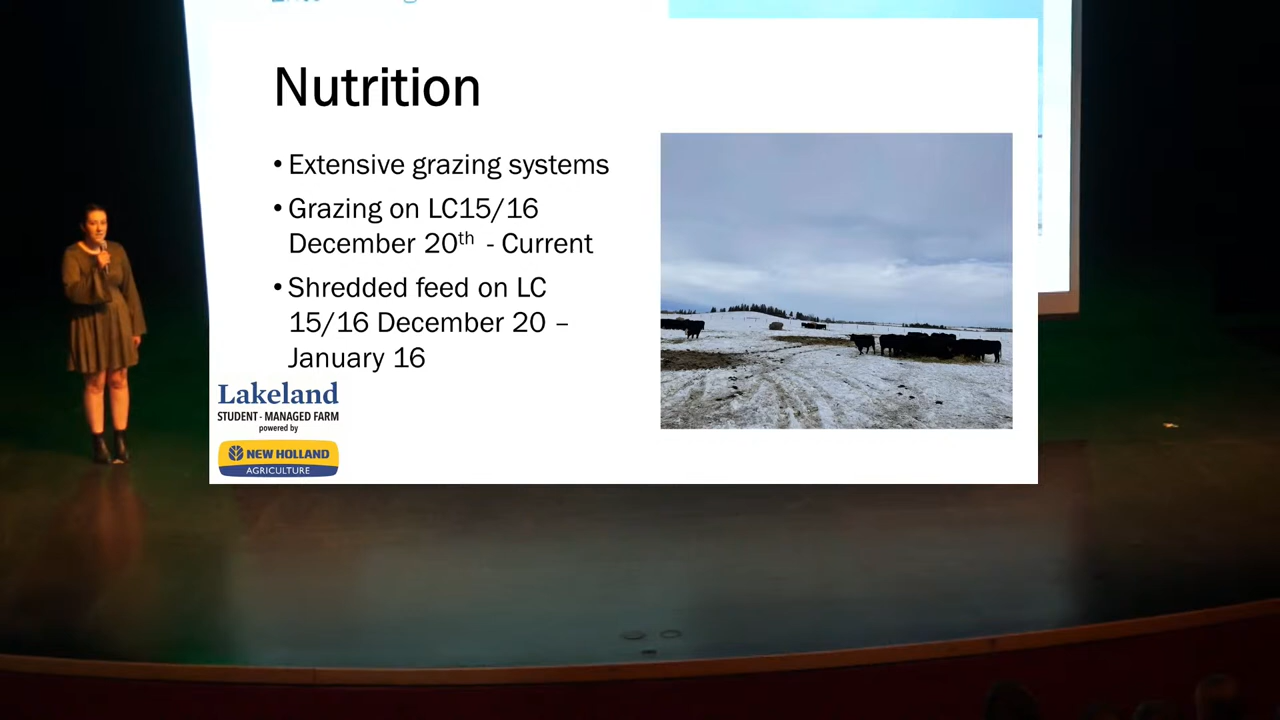 Nutrition
• Extensive grazing systems
• Grazing on LC15/16
December 20th - Current
• Shredded feed on LC
15/16 December 20 –
January 16
Lakeland
STUDENT - MANAGED FARM
powered by
NEW HOLLAND
AGRICULTURE